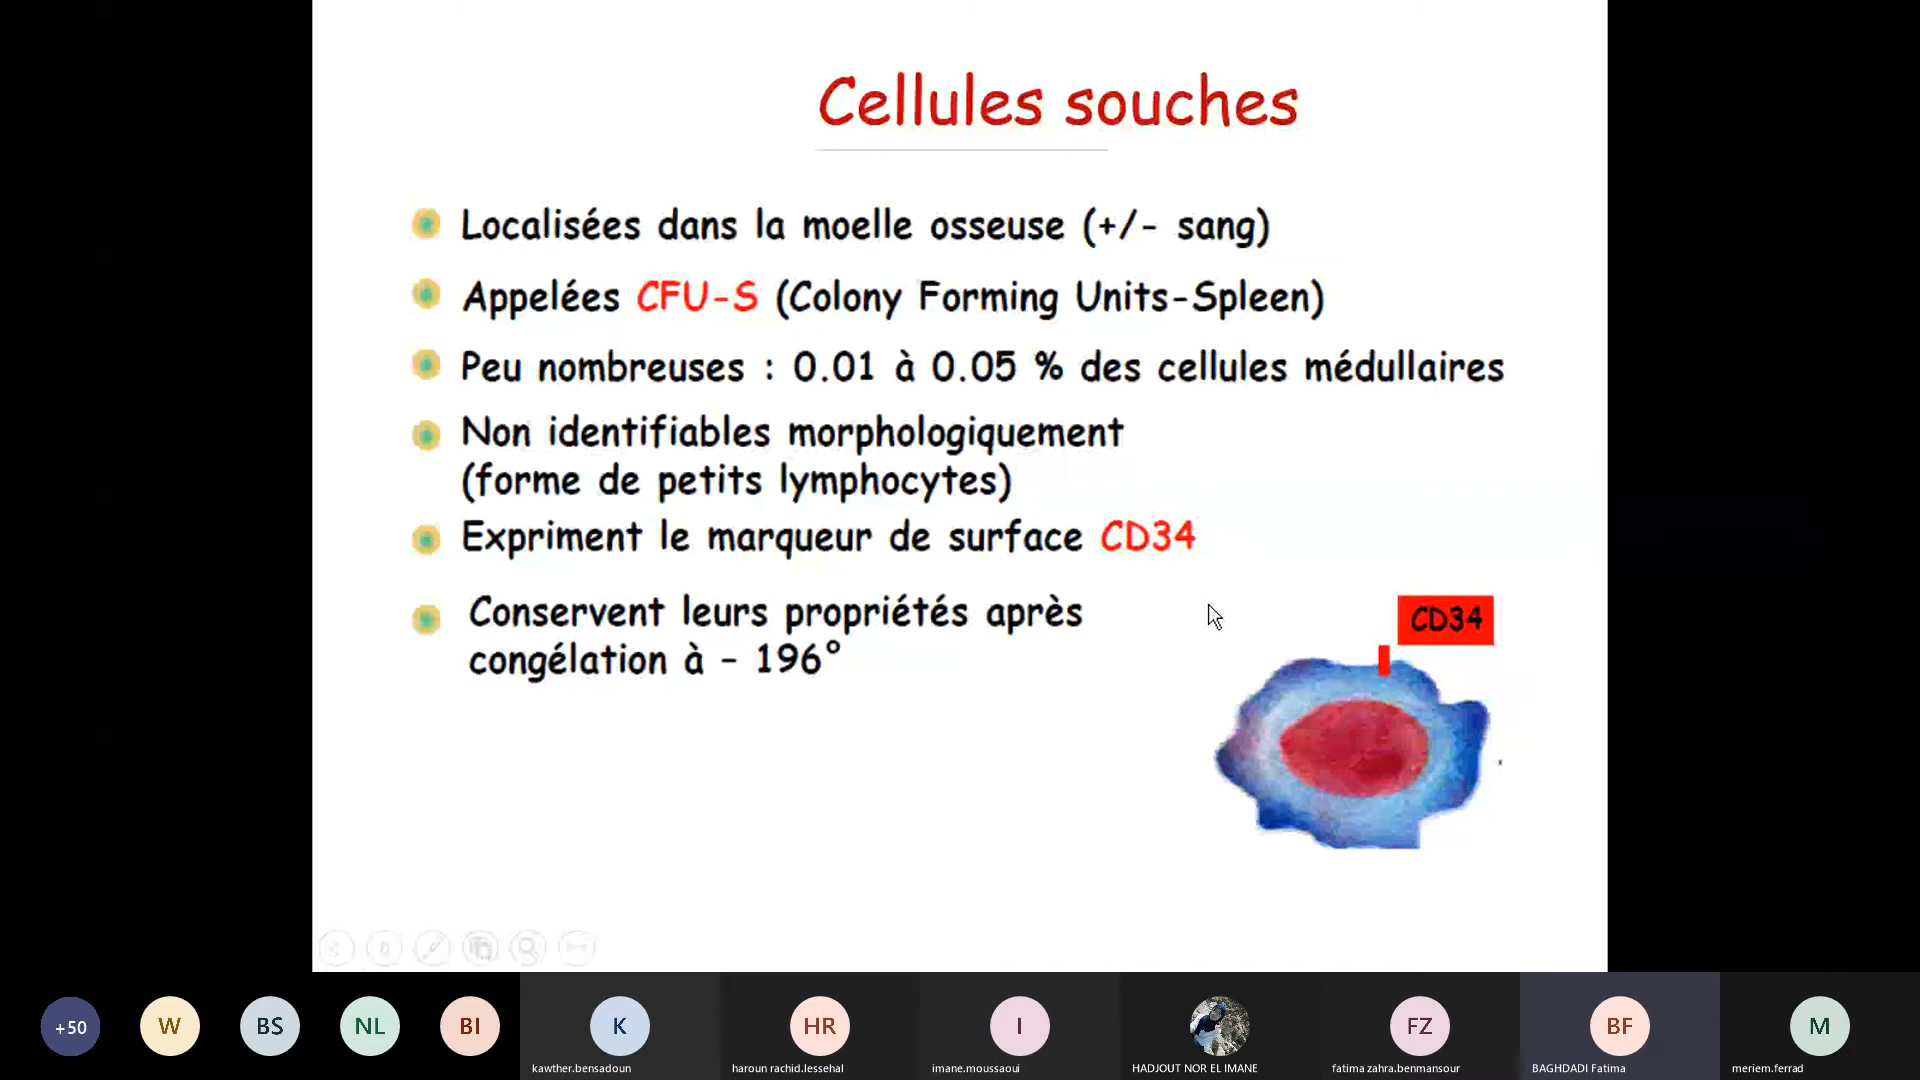 Cellules souches
Localisées dans la moelle osseuse (+/- sang)
Appelées CFU-S (Colony Forming Units-Spleen)
Peu nombreuses : 0.01 à 0.05 % des cellules médullaires
Non identifiables morphologiquement
(forme de petits lymphocytes)
Expriment le marqueur de surface CD34
Conservent leurs propriétés après
congélation à - 196°
CD34
+50
W
BS
NL
BI
K
HR
I
FZ
BF
M
kawther.bensadoun
haroun rachid.lessehal
imane.moussaoui
HADJOUT NOR EL IMANE
fatima zahra.benmansour
BAGHDADI Fatima
meriem.ferrad